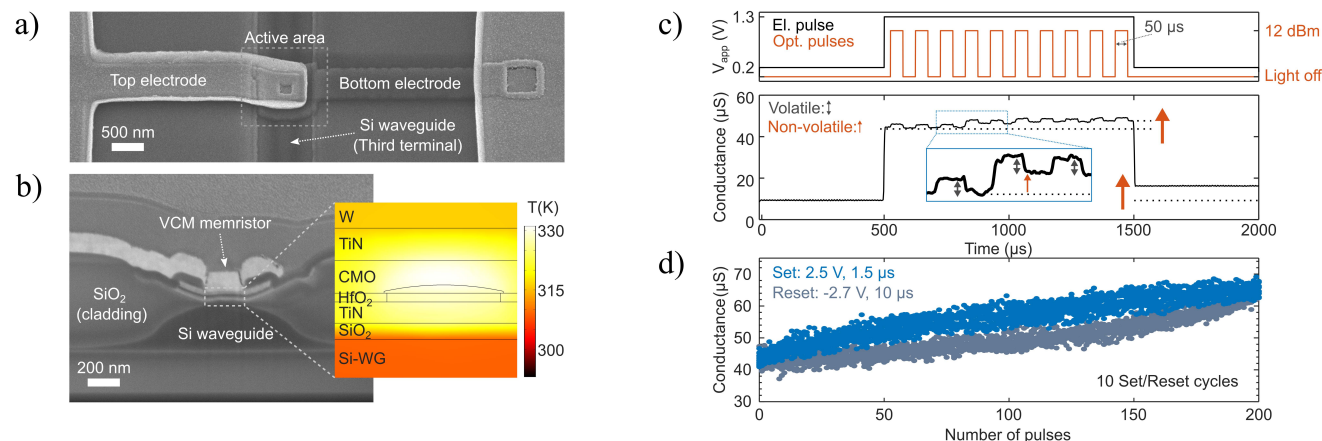 a)
Active area
Top electrode
Bottom electrode
Si waveguide
(Third terminal)
500 nm
b)
VCM memristor
SiO₂
(cladding)
Si waveguide
200 nm
W
TiN
CMO
HfO₂
TiN
SiO₂
Si-WG
T(K)
330
315
300
c)
El. pulse
Opt. pulses
50 µs
V_app (V)
1.3
0.2
12 dBm
Light off
Volatile:↕
Non-volatile:↑
Conductance (µS)
60
40
20
0
0 500 1000 1500 2000
Time (µs)
d)
Set: 2.5 V, 1.5 µs
Reset: -2.7 V, 10 µs
Conductance (µS)
70
60
50
40
30
10 Set/Reset cycles
0 50 100 150 200
Number of pulses